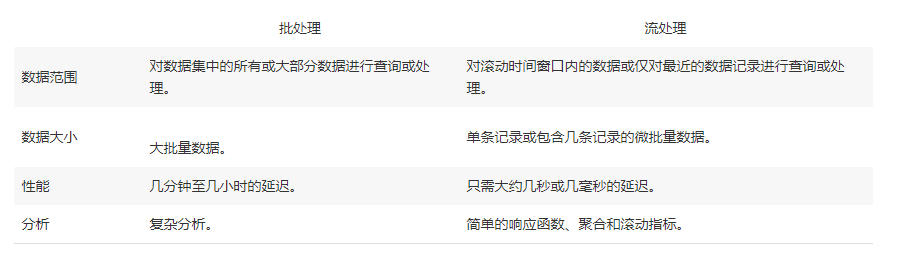 批处理 流处理
数据范围 对数据集中的所有或大部分数据进行查询或处 对滚动时间窗口内的数据或仅对最近的数据记录进行查询或处
理。 理。
数据大小 大批量数据。 单条记录或包含几条记录的微批量数据。
性能 几分钟至几小时的延迟。 只需大约几秒或几毫秒的延迟。
分析 复杂分析。 简单的响应函数、聚合和滚动指标。